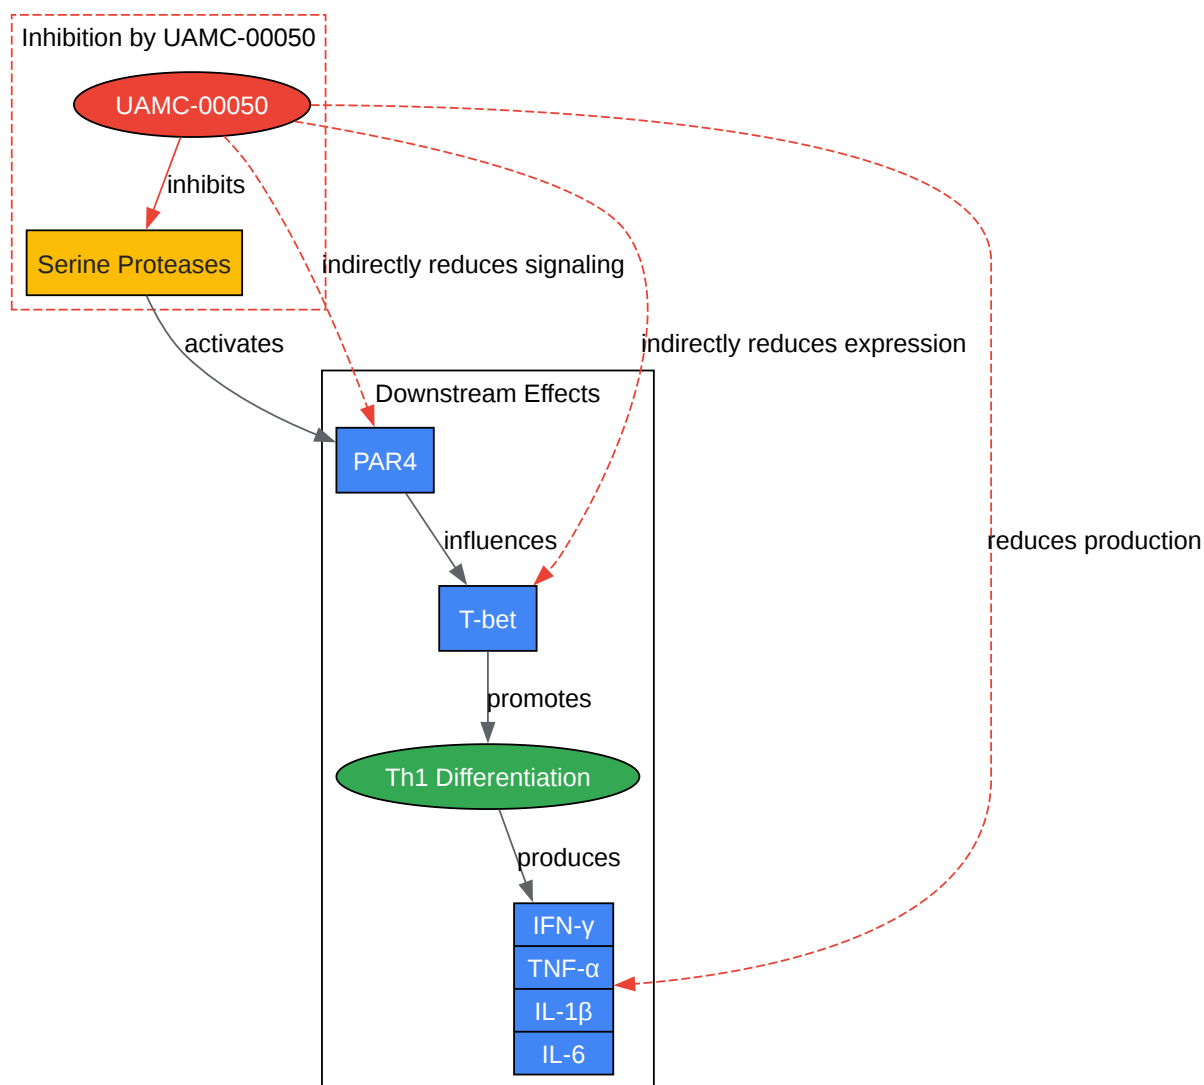 Inhibition by UAMC-00050
UAMC-00050
inhibits
Serine Proteases
indirectly reduces signaling
activates
indirectly reduces expression
Downstream Effects
PAR4
influences
reduces production
T-bet
promotes
Th1 Differentiation
produces
IFN-γ
TNF-α
IL-1β
IL-6